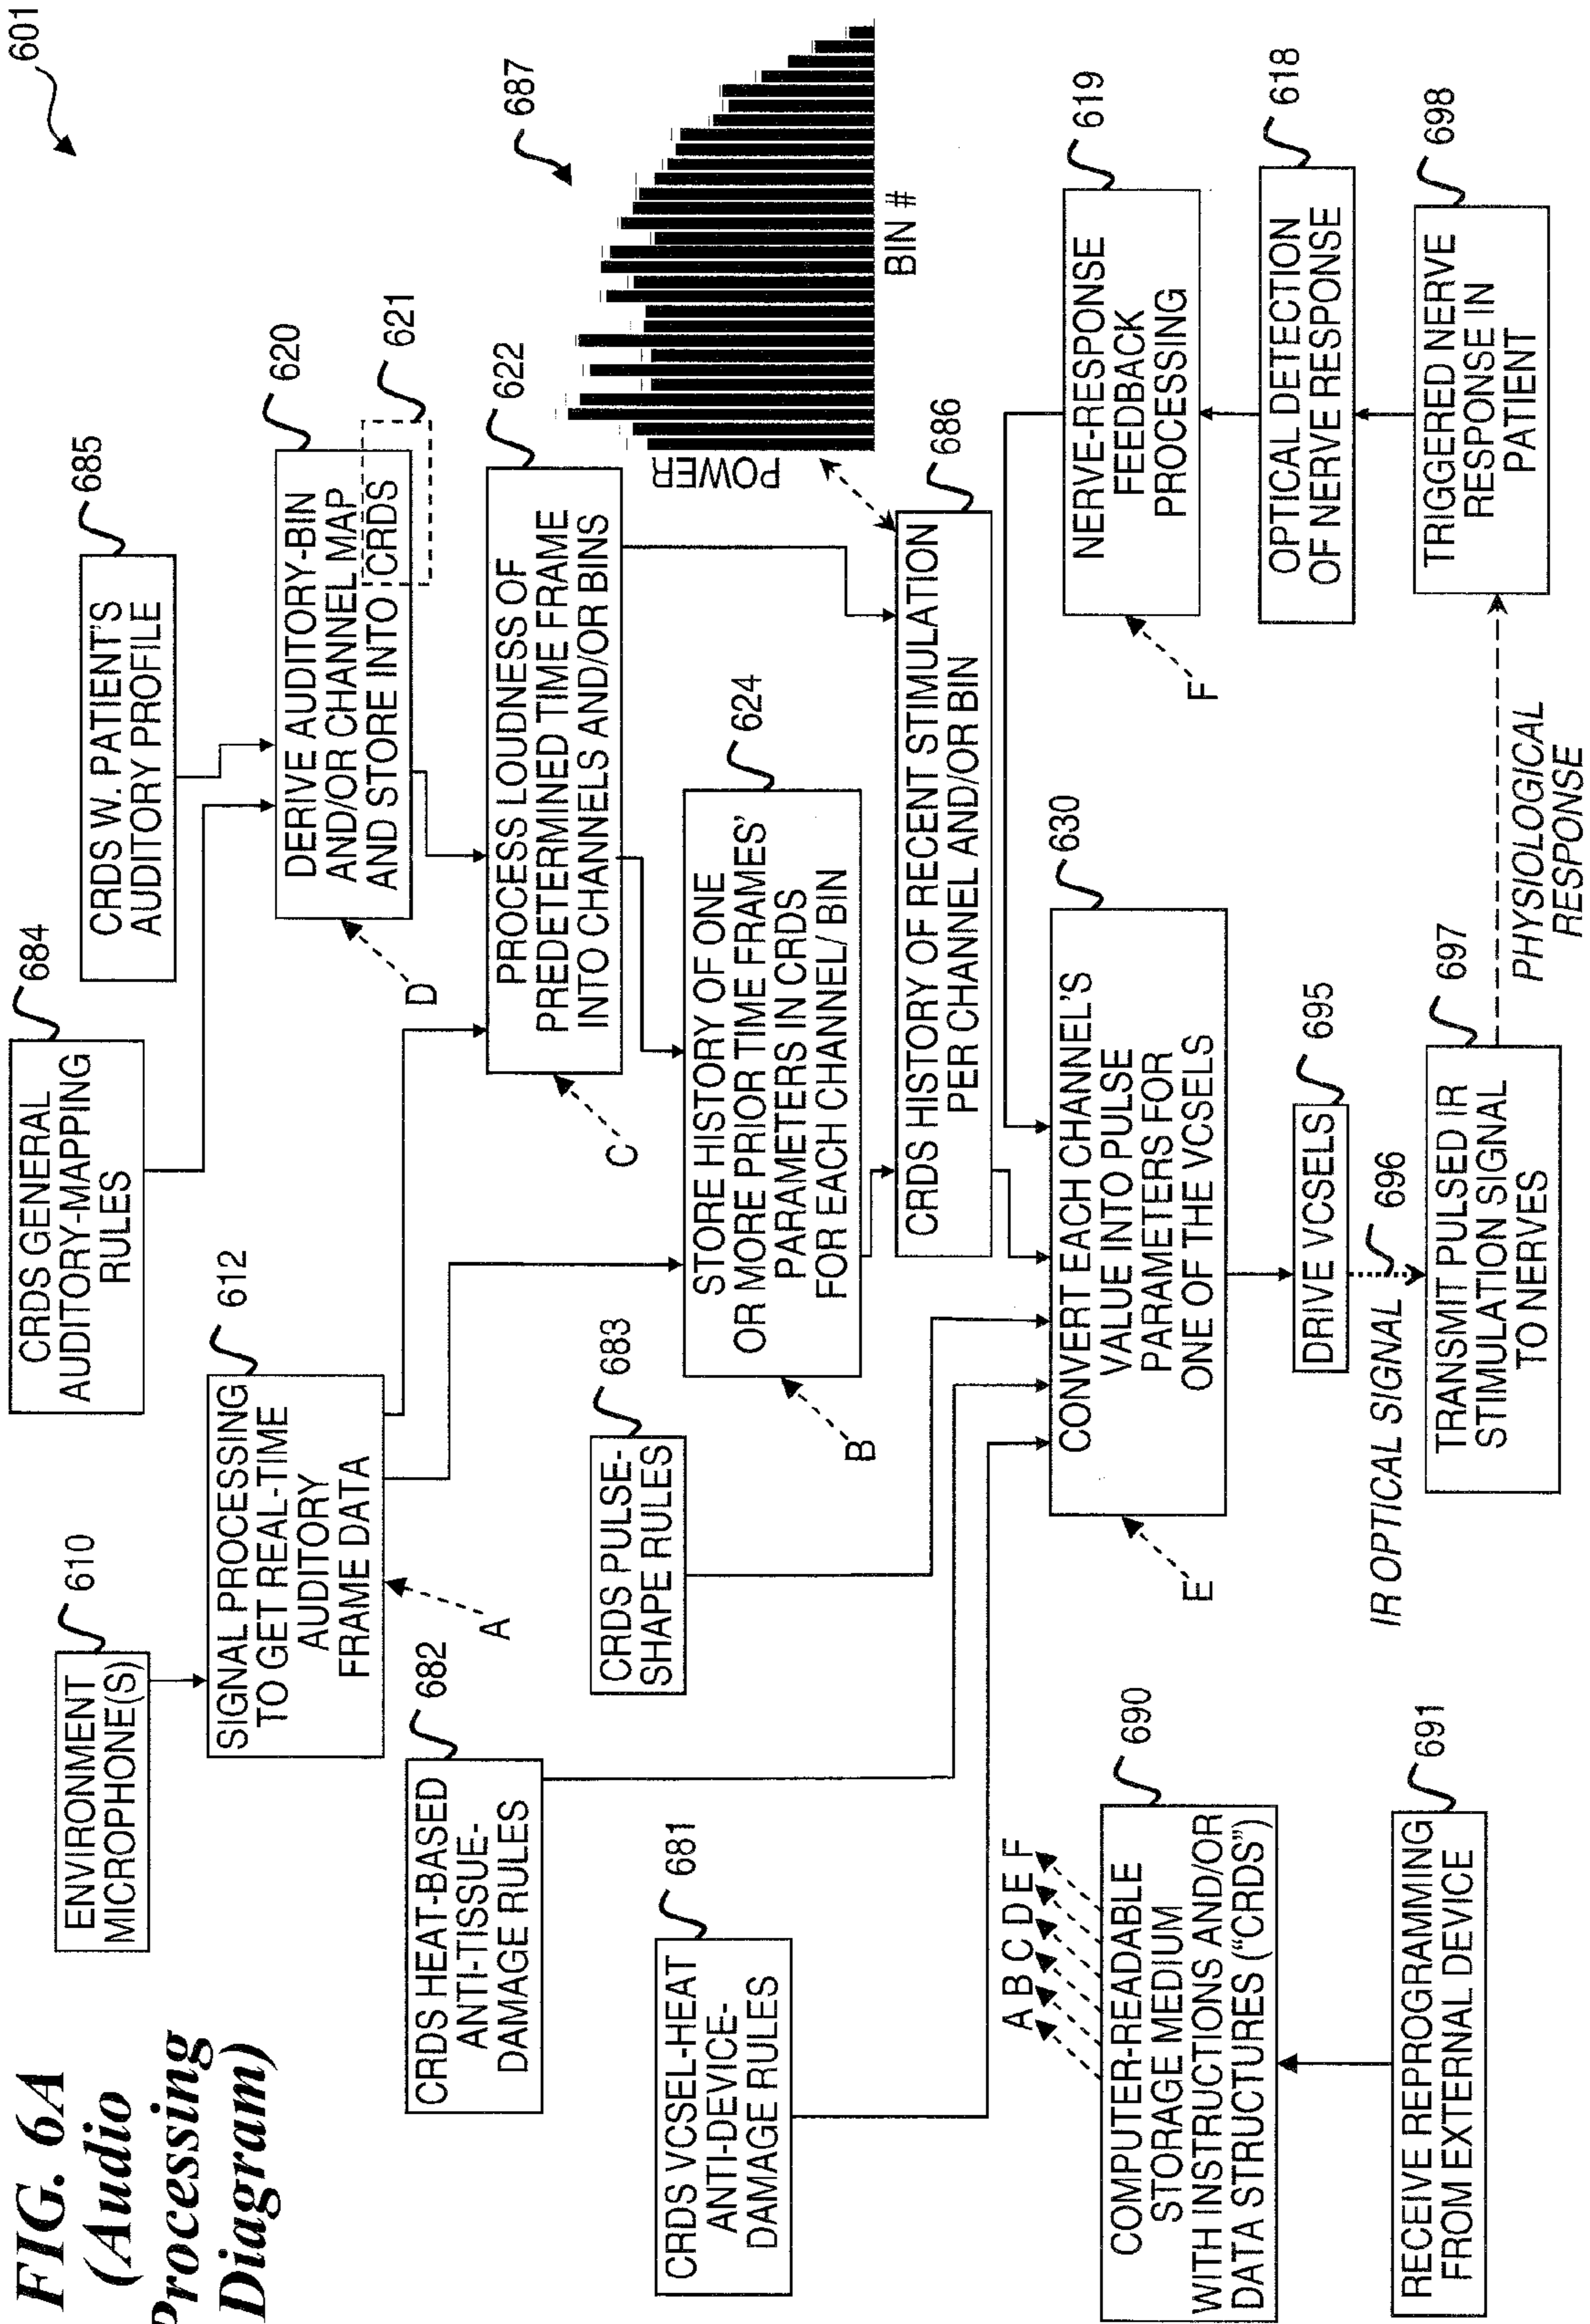 FIG. 6A
(Audio
Processing
Diagram)
601
ENVIRONMENT
MICROPHONE(S)
610
SIGNAL PROCESSING
TO GET REAL-TIME
AUDITORY
FRAME DATA
612
A
CRDS GENERAL
AUDITORY-MAPPING
RULES
684
CRDS W. PATIENT'S
AUDITORY PROFILE
685
DERIVE AUDITORY-BIN
AND/OR CHANNEL MAP
AND STORE INTO CRDS
620
621
D
PROCESS LOUDNESS OF
PREDETERMINED TIME FRAME
INTO CHANNELS AND/OR BINS
622
C
687
POWER
BIN #
CRDS HEAT-BASED
ANTI-TISSUE-
DAMAGE RULES
682
CRDS PULSE-
SHAPE RULES
683
STORE HISTORY OF ONE
OR MORE PRIOR TIME FRAMES'
PARAMETERS IN CRDS
FOR EACH CHANNEL/ BIN
624
B
CRDS VCSEL-HEAT
ANTI-DEVICE-
DAMAGE RULES
681
CRDS HISTORY OF RECENT STIMULATION
PER CHANNEL AND/OR BIN
686
CONVERT EACH CHANNEL'S
VALUE INTO PULSE
PARAMETERS FOR
ONE OF THE VCSELS
630
E
NERVE-RESPONSE
FEEDBACK
PROCESSING
619
F
OPTICAL DETECTION
OF NERVE RESPONSE
618
TRIGGERED NERVE
RESPONSE IN
PATIENT
698
A B C D E F
COMPUTER-READABLE
STORAGE MEDIUM
WITH INSTRUCTIONS AND/OR
DATA STRUCTURES ("CRDS")
690
RECEIVE REPROGRAMMING
FROM EXTERNAL DEVICE
691
DRIVE VCSELS
695
IR OPTICAL SIGNAL
696
TRANSMIT PULSED IR
STIMULATION SIGNAL
TO NERVES
697
PHYSIOLOGICAL
RESPONSE